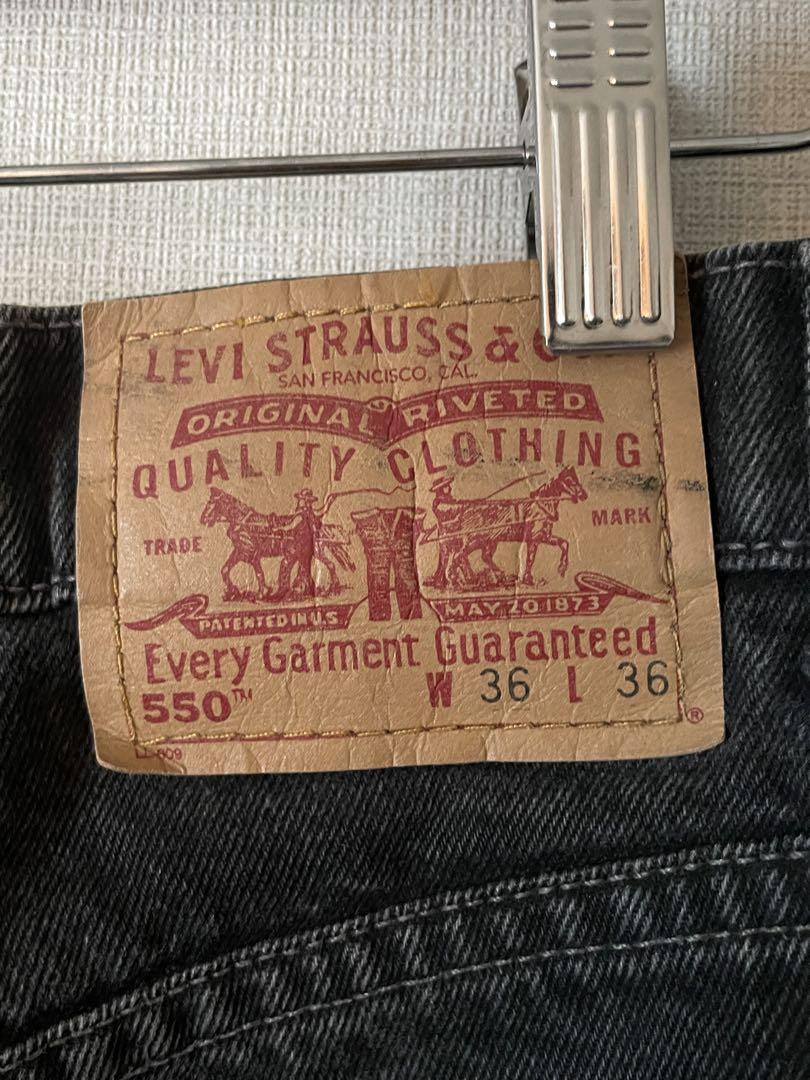 LEVI STRAUSS &
SAN FRANCISCO, CAL.
ORIGINAL RIVETED
QUALITY CLOTHING
TRADE MARK
PATENTED IN U.S MAY 20 1873
Every Garment Guaranteed
550™ W 36 L 36
®